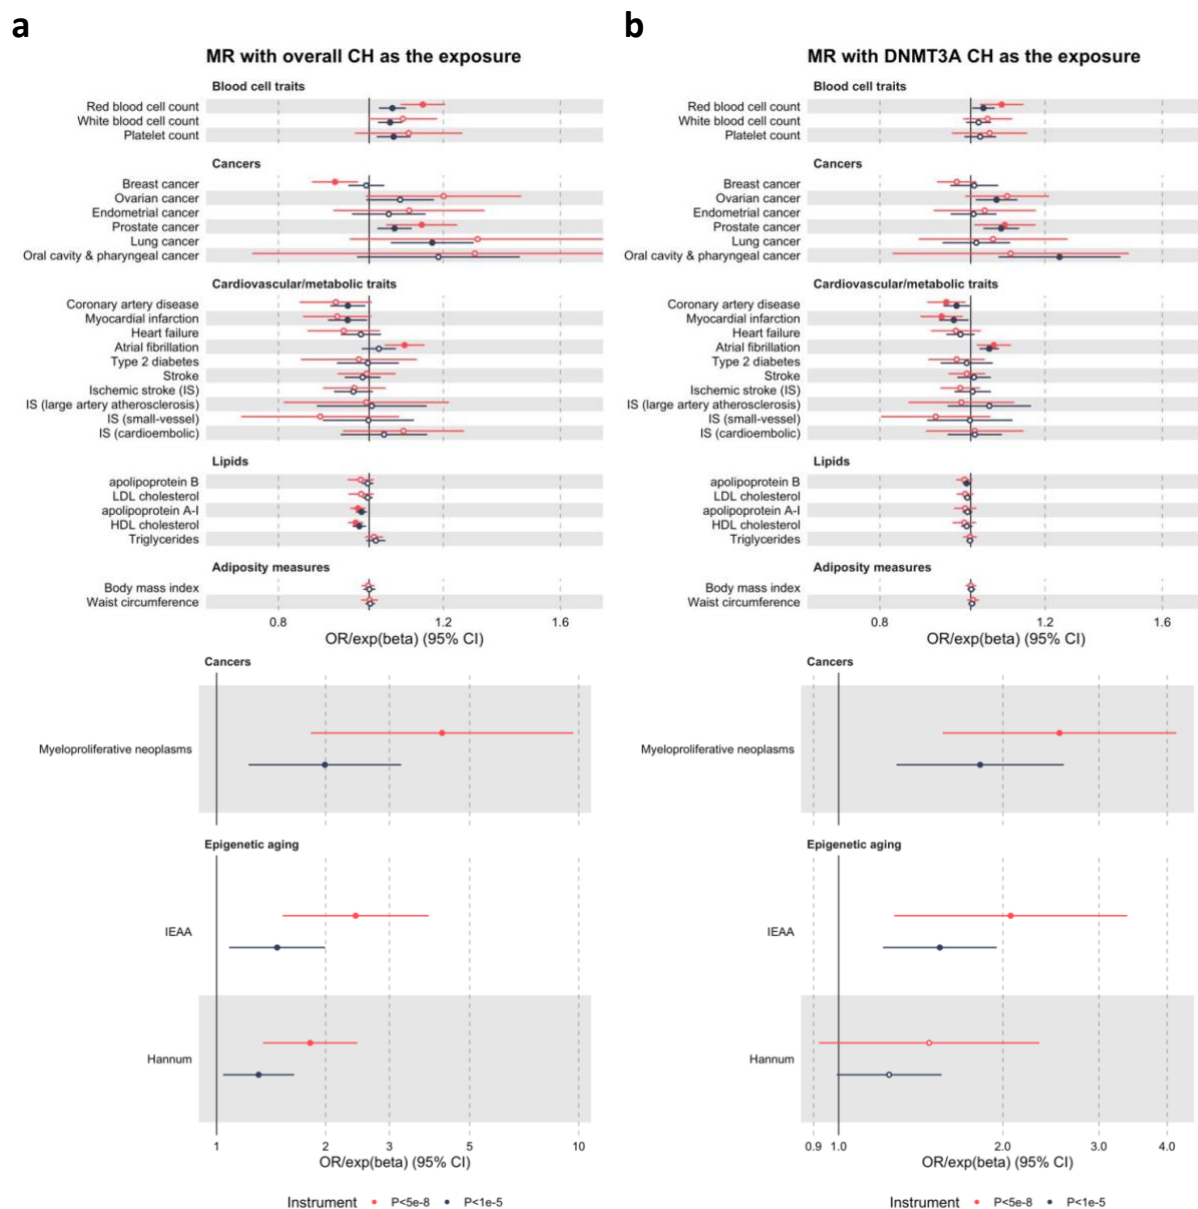 a
MR with overall CH as the exposure
Blood cell traits
Red blood cell count
White blood cell count
Platelet count
Cancers
Breast cancer
Ovarian cancer
Endometrial cancer
Prostate cancer
Lung cancer
Oral cavity & pharyngeal cancer
Cardiovascular/metabolic traits
Coronary artery disease
Myocardial infarction
Heart failure
Atrial fibrillation
Type 2 diabetes
Stroke
Ischemic stroke (IS)
IS (large artery atherosclerosis)
IS (small-vessel)
IS (cardioembolic)
Lipids
apolipoprotein B
LDL cholesterol
apolipoprotein A-I
HDL cholesterol
Triglycerides
Adiposity measures
Body mass index
Waist circumference
0.8 1.2 1.6
OR/exp(beta) (95% CI)
Cancers
Myeloproliferative neoplasms
Epigenetic aging
IEAA
Hannum
1 2 3 5 10
OR/exp(beta) (95% CI)
Instrument P<5e-8 P<1e-5
b
MR with DNMT3A CH as the exposure
Blood cell traits
Red blood cell count
White blood cell count
Platelet count
Cancers
Breast cancer
Ovarian cancer
Endometrial cancer
Prostate cancer
Lung cancer
Oral cavity & pharyngeal cancer
Cardiovascular/metabolic traits
Coronary artery disease
Myocardial infarction
Heart failure
Atrial fibrillation
Type 2 diabetes
Stroke
Ischemic stroke (IS)
IS (large artery atherosclerosis)
IS (small-vessel)
IS (cardioembolic)
Lipids
apolipoprotein B
LDL cholesterol
apolipoprotein A-I
HDL cholesterol
Triglycerides
Adiposity measures
Body mass index
Waist circumference
0.8 1.2 1.6
OR/exp(beta) (95% CI)
Cancers
Myeloproliferative neoplasms
Epigenetic aging
IEAA
Hannum
0.9 1.0 2.0 3.0 4.0
OR/exp(beta) (95% CI)
Instrument P<5e-8 P<1e-5